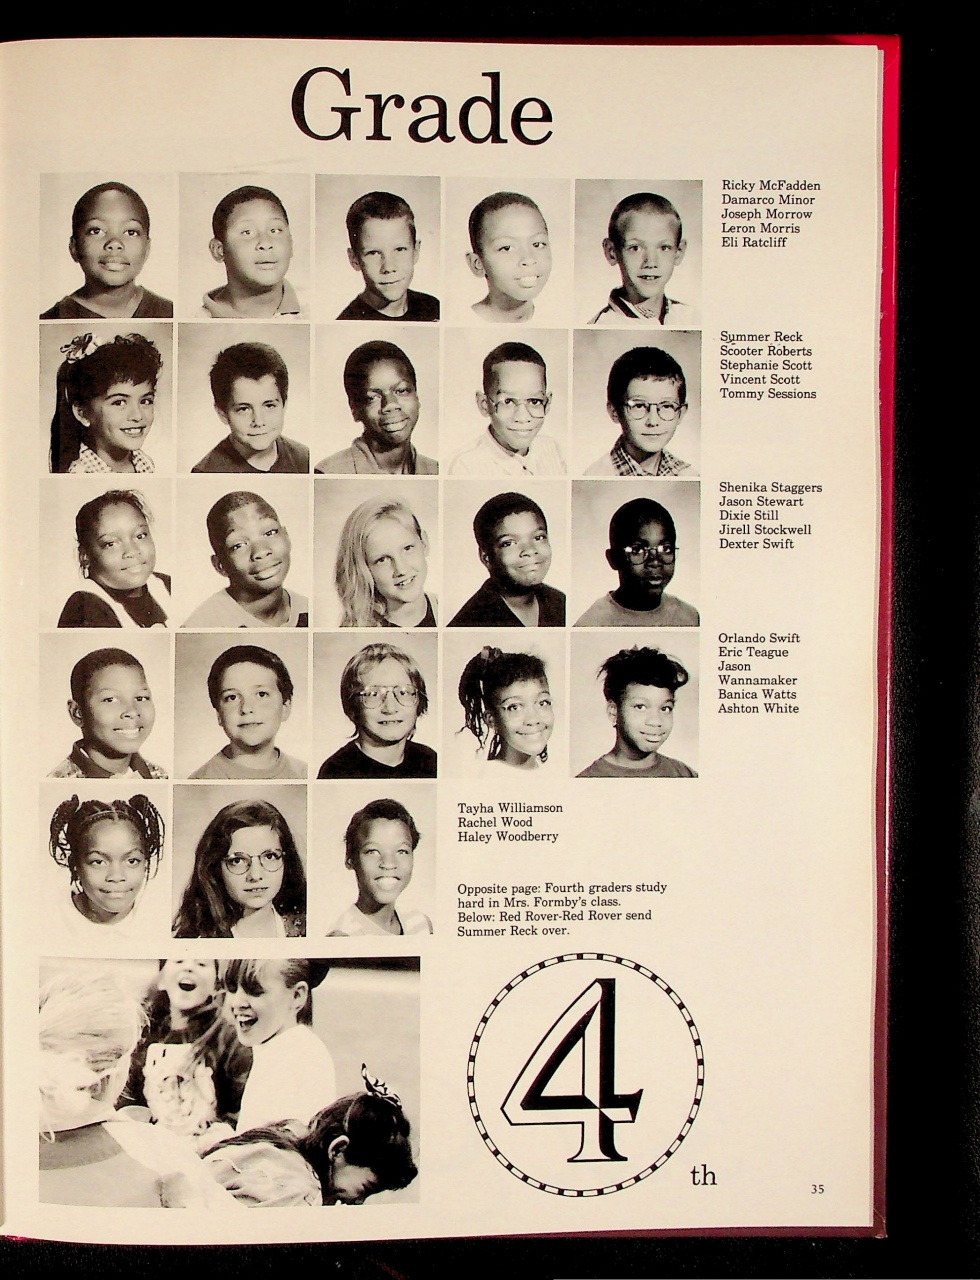 Grade
Ricky McFadden
Damarco Minor
Joseph Morrow
Leron Morris
Eli Ratcliff
Summer Reck
Scooter Roberts
Stephanie Scott
Vincent Scott
Tommy Sessions
Shenika Staggers
Jason Stewart
Dixie Still
Jirell Stockwell
Dexter Swift
Orlando Swift
Eric Teague
Jason
Wannamaker
Banica Watts
Ashton White
Tayha Williamson
Rachel Wood
Haley Woodberry
Opposite page: Fourth graders study
hard in Mrs. Formby's class.
Below: Red Rover-Red Rover send
Summer Reck over.
4
th
35